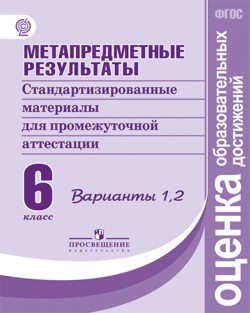 ФГОС
МЕТАПРЕДМЕТНЫЕ
РЕЗУЛЬТАТЫ
Стандартизированные
материалы
для промежуточной
аттестации
6
класс
Варианты 1,2
ПРОСВЕЩЕНИЕ
ИЗДАТЕЛЬСТВО
оценка
образовательных
достижений